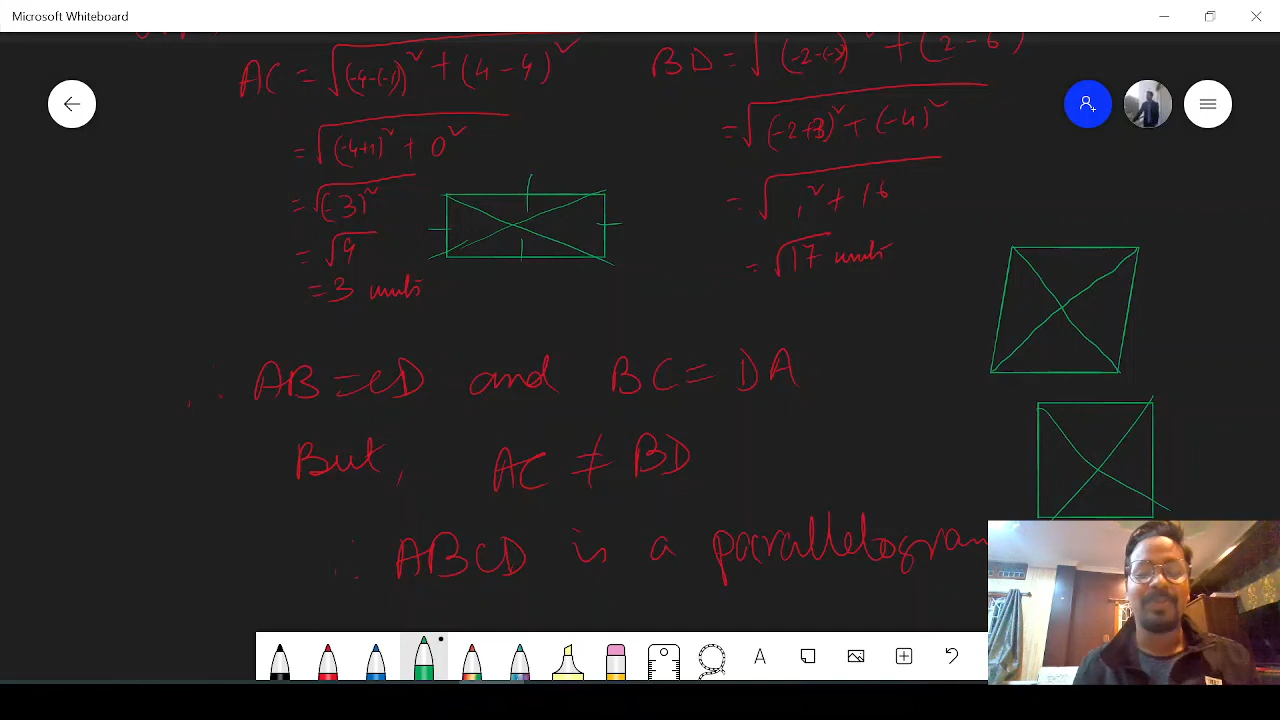 Microsoft Whiteboard
AC = √(-4-(-1))² + (4-4)²
= √(-4+1)² + 0²
= √(-3)²
= √9
= 3 units
BD = √(-2-(-3))² + (2-6)²
= √(-2+3)² + (-4)²
= √1² + 16
= √17 units
∴ AB = CD and BC = DA
But, AC ≠ BD
∴ ABCD is a parallelogram
A